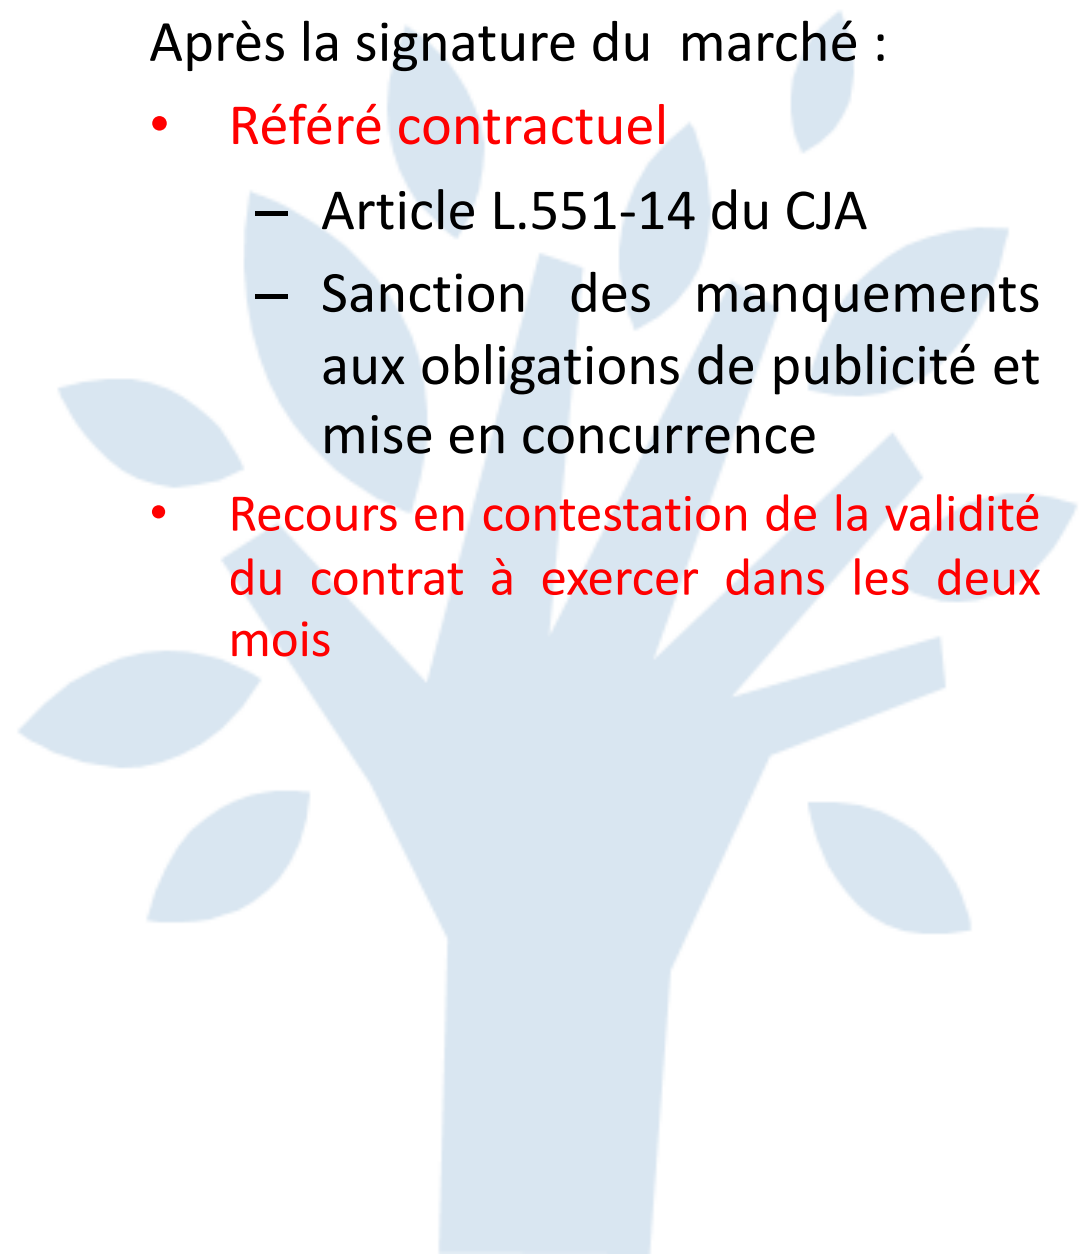 Après la signature du  marché :
• Référé contractuel
– Article L.551-14 du CJA
– Sanction des manquements
aux obligations de publicité et
mise en concurrence
• Recours en contestation de la validité
du contrat à exercer dans les deux
mois